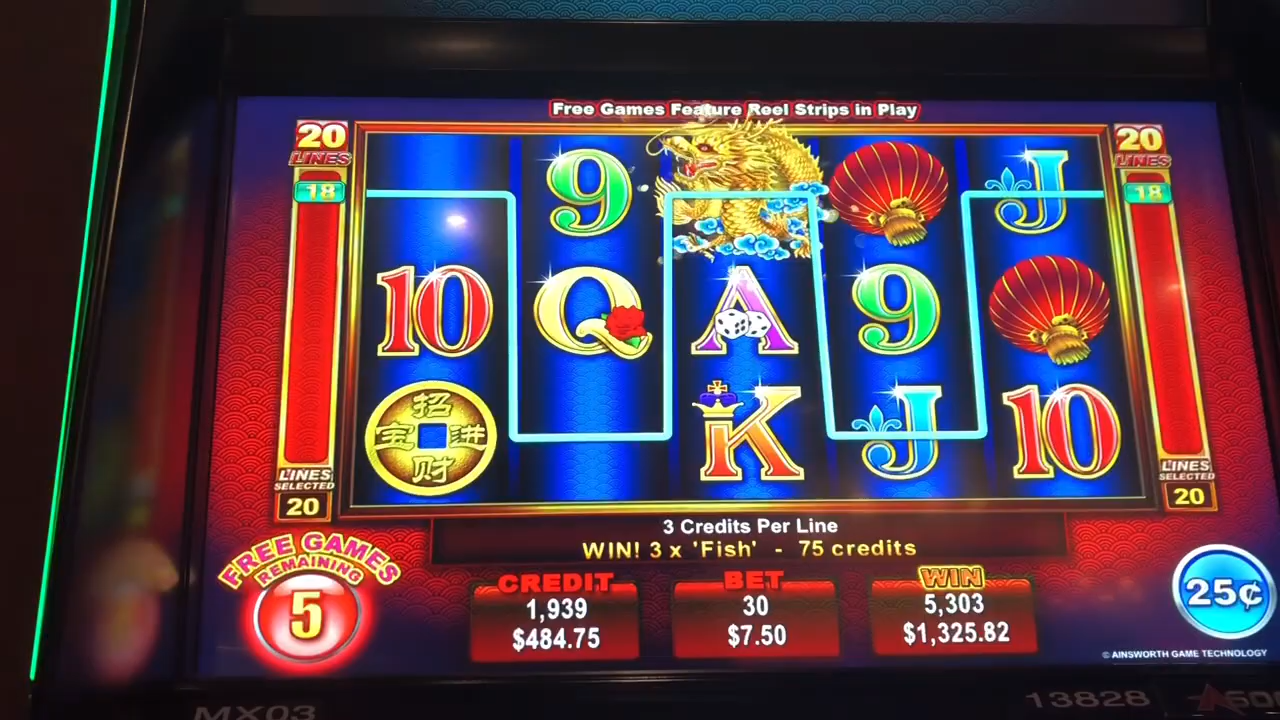 Free Games Feature Reel Strips in Play
20
LINES
18
20
LINES
18
9
J
10
Q
A
9
招
宝 进
财
K
J
10
LINES
SELECTED
20
LINES
SELECTED
20
3 Credits Per Line
WIN! 3 x 'Fish' - 75 credits
FREE GAMES
REMAINING
5
CREDIT
1,939
$484.75
BET
30
$7.50
WIN
5,303
$1,325.82
25¢
© AINSWORTH GAME TECHNOLOGY
MX03
13828